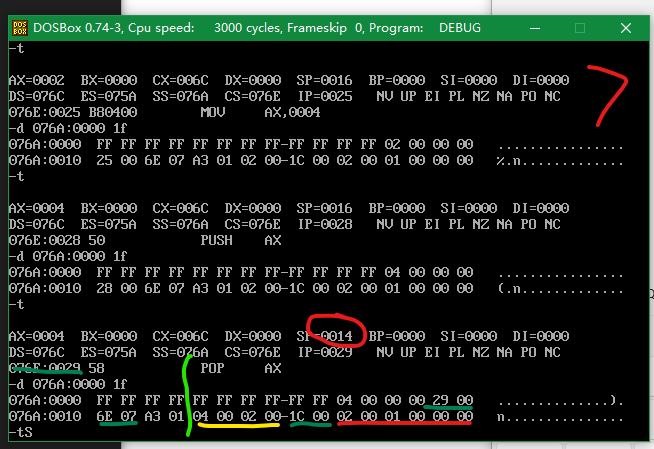 DOSBox 0.74-3, Cpu speed: 3000 cycles, Frameskip 0, Program: DEBUG
-t
AX=0002 BX=0000 CX=006C DX=0000 SP=0016 BP=0000 SI=0000 DI=0000
DS=076C ES=075A SS=076A CS=076E IP=0025 NV UP EI PL NZ NA PO NC
076E:0025 B80400 MOV AX,0004
-d 076A:0000 1f
076A:0000 FF FF FF FF FF FF FF FF-FF FF FF FF 02 00 00 00 ................
076A:0010 25 00 6E 07 A3 01 02 00-1C 00 02 00 01 00 00 00 %.n.............
-t
AX=0004 BX=0000 CX=006C DX=0000 SP=0016 BP=0000 SI=0000 DI=0000
DS=076C ES=075A SS=076A CS=076E IP=0028 NV UP EI PL NZ NA PO NC
076E:0028 50 PUSH AX
-d 076A:0000 1f
076A:0000 FF FF FF FF FF FF FF FF-FF FF FF FF 04 00 00 00 ................
076A:0010 28 00 6E 07 A3 01 02 00-1C 00 02 00 01 00 00 00 (.n.............
-t
AX=0004 BX=0000 CX=006C DX=0000 SP=0014 BP=0000 SI=0000 DI=0000
DS=076C ES=075A SS=076A CS=076E IP=0029 NV UP EI PL NZ NA PO NC
076E:0029 58 POP AX
-d 076A:0000 1f
076A:0000 FF FF FF FF FF FF FF FF-FF FF 04 00 00 00 29 00 ..............)
076A:0010 6E 07 A3 01 04 00 02 00-1C 00 02 00 01 00 00 00 n...............
-tS